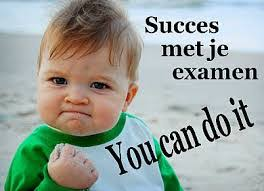 Succes
met je
examen
You can do it